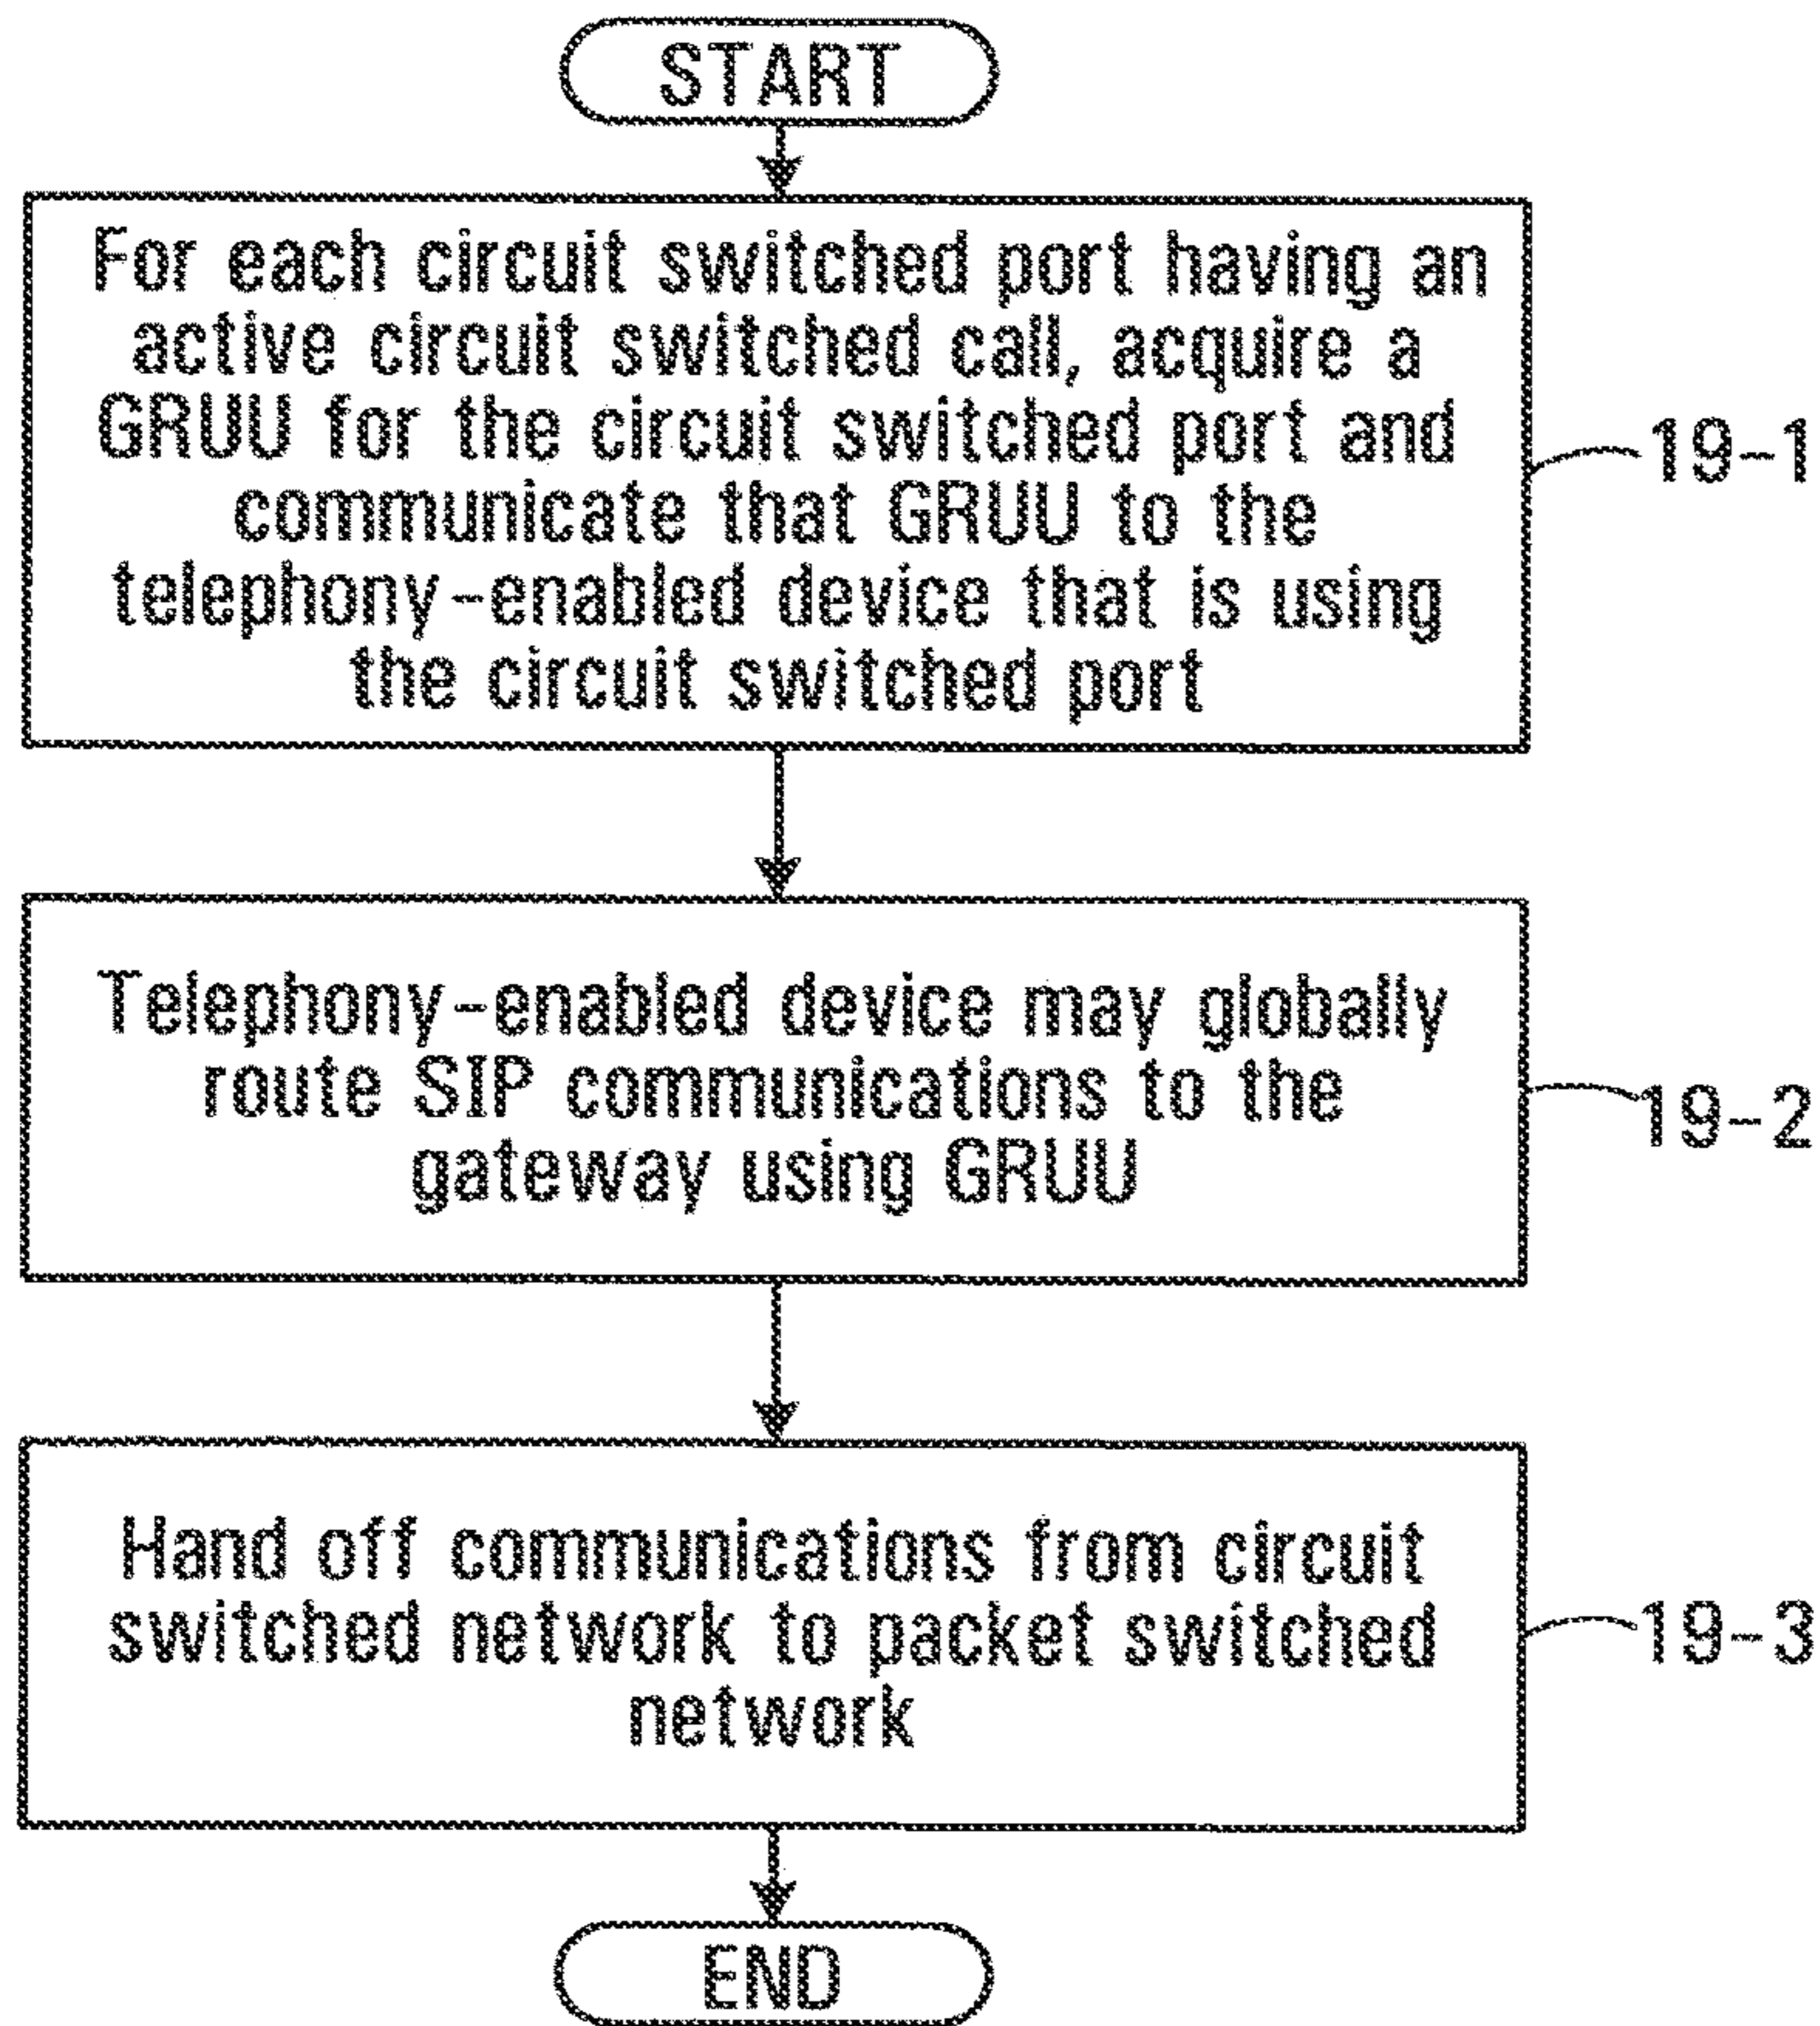 START
For each circuit switched port having an
active circuit switched call, acquire a
GRUU for the circuit switched port and
communicate that GRUU to the
telephony-enabled device that is using
the circuit switched port
19-1
Telephony-enabled device may globally
route SIP communications to the
gateway using GRUU
19-2
Hand off communications from circuit
switched network to packet switched
network
19-3
END